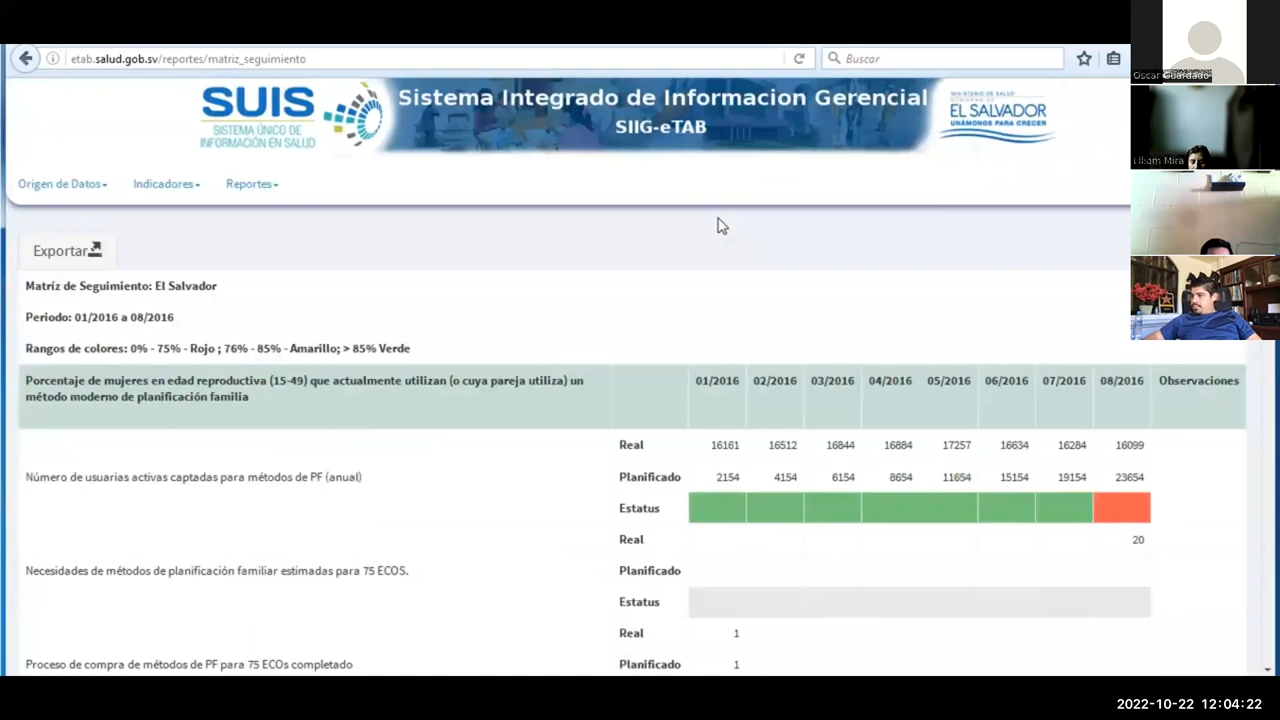 etab.salud.gob.sv/reportes/matriz_seguimiento
Buscar
SUIS
SISTEMA ÚNICO DE
INFORMACIÓN EN SALUD
Sistema Integrado de Informacion Gerencial
SIIG-eTAB
MINISTERIO DE SALUD
EL SALVADOR
UNÁMONOS PARA CRECER
Origen de Datos
Indicadores
Reportes
Exportar
Matríz de Seguimiento: El Salvador
Periodo: 01/2016 a 08/2016
Rangos de colores: 0% - 75% - Rojo ; 76% - 85% - Amarillo; > 85% Verde
Porcentaje de mujeres en edad reproductiva (15-49) que actualmente utilizan (o cuya pareja utiliza) un
método moderno de planificación familia
01/2016 02/2016 03/2016 04/2016 05/2016 06/2016 07/2016 08/2016 Observaciones
Real 16161 16512 16844 16884 17257 16634 16284 16099
Número de usuarias activas captadas para métodos de PF (anual)
Planificado 2154 4154 6154 8654 11654 15154 19154 23654
Estatus
Real 20
Necesidades de métodos de planificación familiar estimadas para 75 ECOS.
Planificado
Estatus
Real 1
Proceso de compra de métodos de PF para 75 ECOs completado
Planificado 1
Oscar Guardado
Liliam Mira
2022-10-22 12:04:22